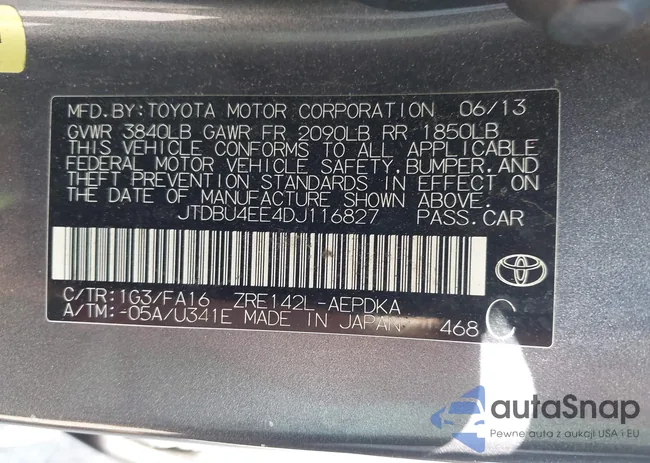 MFD.BY:TOYOTA MOTOR CORPORATION 06/13
GVWR 3840LB GAWR FR 2090LB RR 1850LB
THIS VEHICLE CONFORMS TO ALL APPLICABLE
FEDERAL MOTOR VEHICLE SAFETY,BUMPER,AND
THEFT PREVENTION STANDARDS IN EFFECT ON
THE DATE OF MANUFACTURE SHOWN ABOVE.
JTDBU4EE4DJ116827 PASS.CAR
C/TR:1G3/FA16 ZRE142L-AEPDKA
A/TM:-05A/U341E MADE IN JAPAN 468 C
autaSnap
Pewne auta z aukcji USA i EU